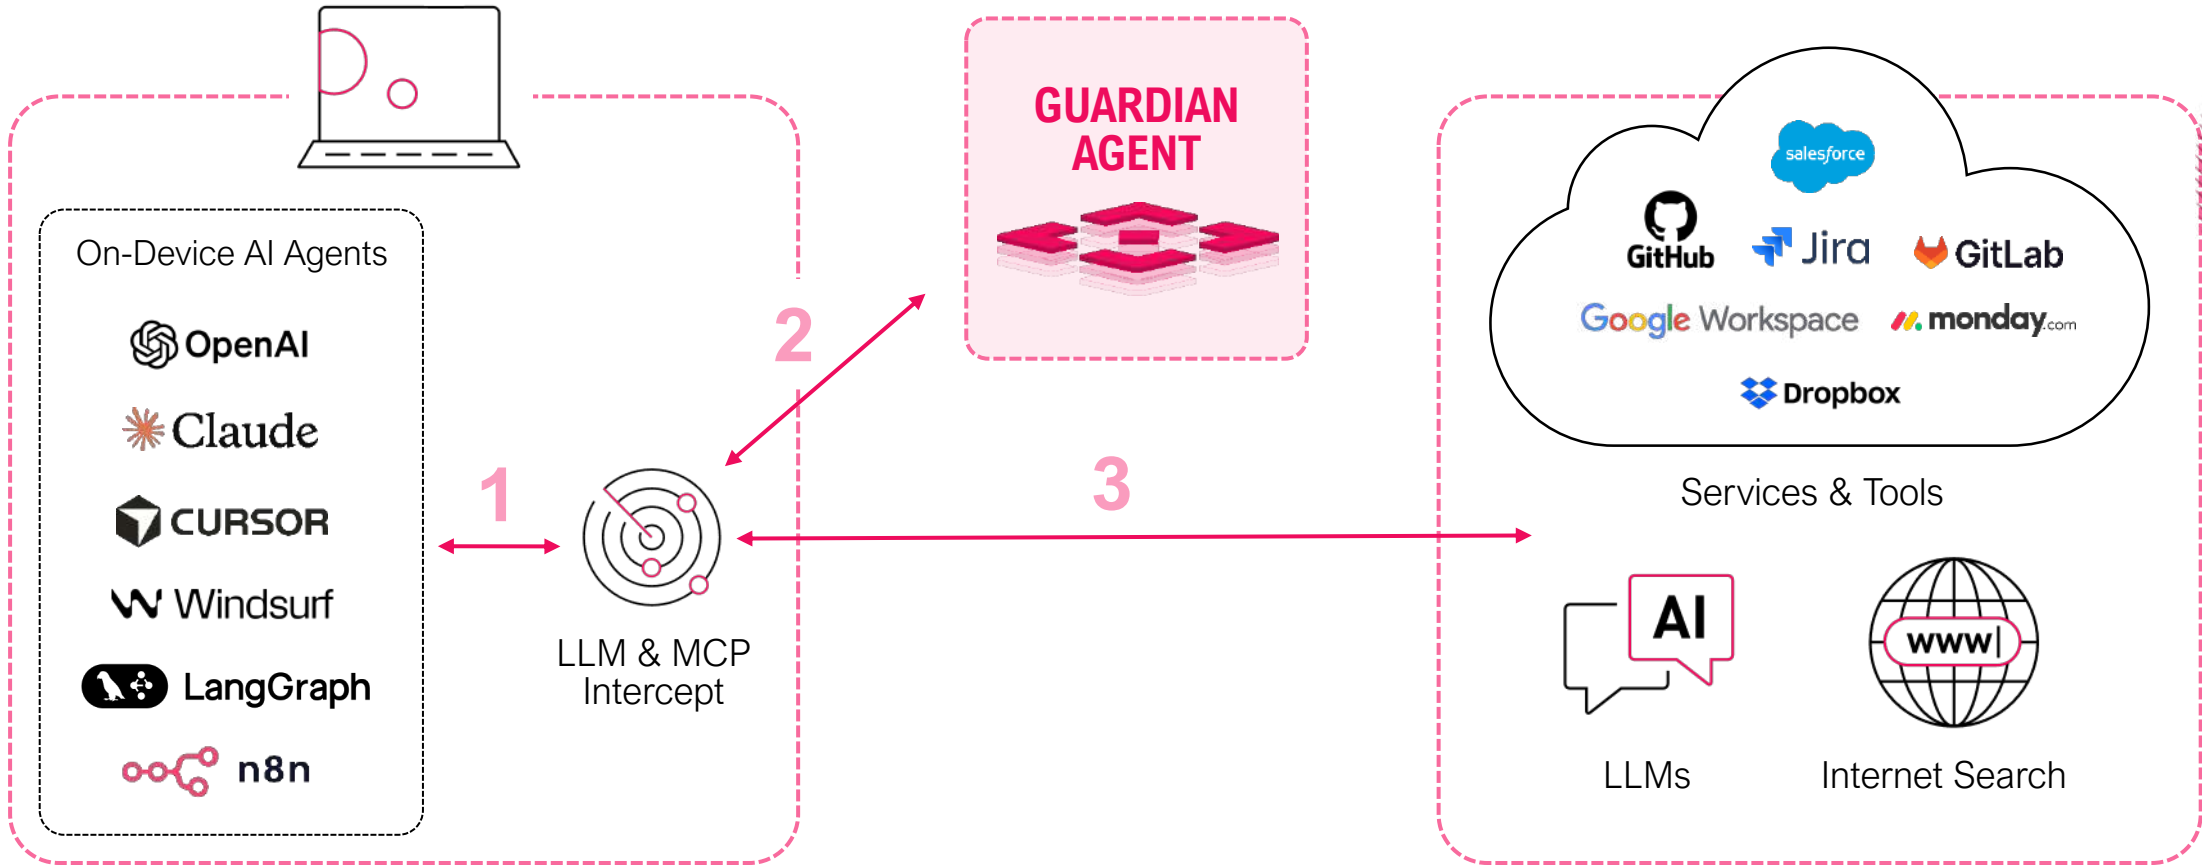 On-Device AI Agents
OpenAI
Claude
CURSOR
Windsurf
LangGraph
n8n
1
LLM & MCP
Intercept
2
GUARDIAN
AGENT
3
salesforce
GitHub
Jira
GitLab
Google Workspace
monday.com
Dropbox
Services & Tools
AI
LLMs
www
Internet Search